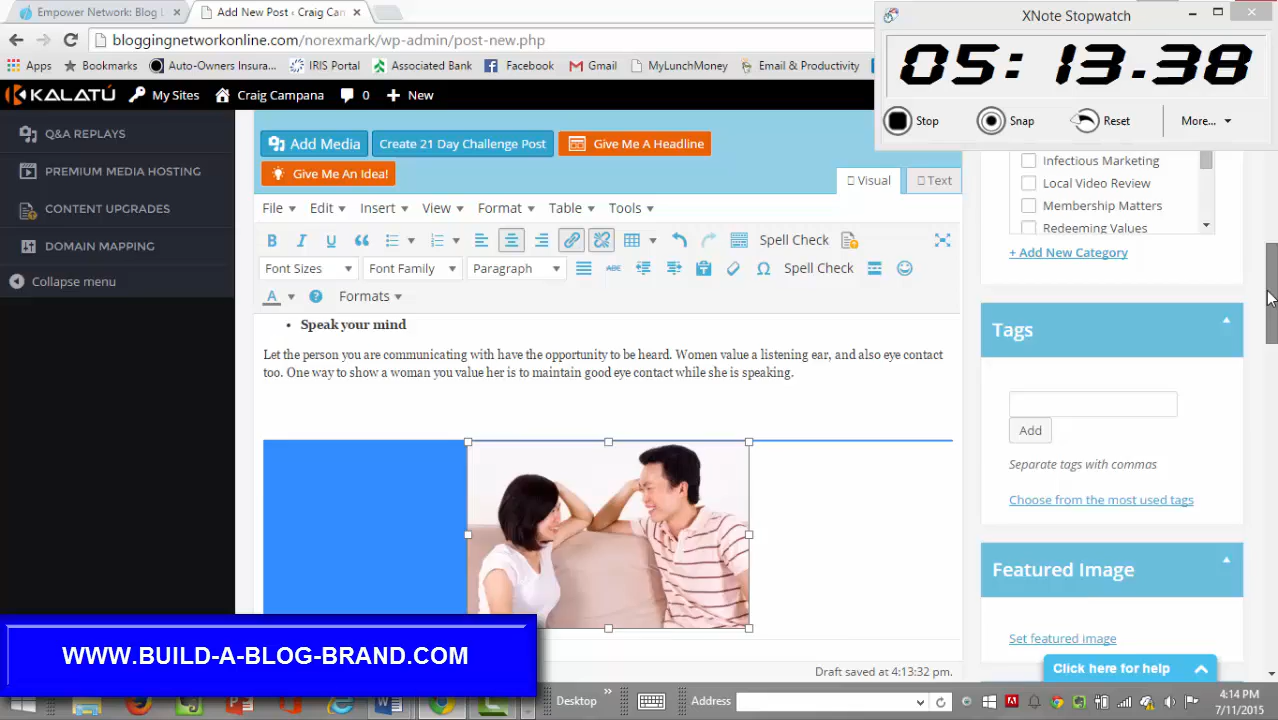 Empower Network: Blog
Add New Post ‹ Craig Can
XNote Stopwatch
bloggingnetworkonline.com/norexmark/wp-admin/post-new.php
05:13.38
Apps
Bookmarks
Auto-Owners Insura...
IRIS Portal
Associated Bank
Facebook
Gmail
MyLunchMoney
Email & Productivity
KALATÚ
My Sites
Craig Campana
0
New
Stop
Snap
Reset
More...
Q&A REPLAYS
PREMIUM MEDIA HOSTING
CONTENT UPGRADES
DOMAIN MAPPING
Collapse menu
Add Media
Create 21 Day Challenge Post
Give Me A Headline
Give Me An Idea!
Visual
Text
File
Edit
Insert
View
Format
Table
Tools
Spell Check
Font Sizes
Font Family
Paragraph
Spell Check
Formats
Speak your mind
Let the person you are communicating with have the opportunity to be heard. Women value a listening ear, and also eye contact
too. One way to show a woman you value her is to maintain good eye contact while she is speaking.
Infectious Marketing
Local Video Review
Membership Matters
Redeeming Values
+ Add New Category
Tags
Add
Separate tags with commas
Choose from the most used tags
Featured Image
Set featured image
Click here for help
Draft saved at 4:13:32 pm.
WWW.BUILD-A-BLOG-BRAND.COM
Desktop
Address
4:14 PM
7/11/2015